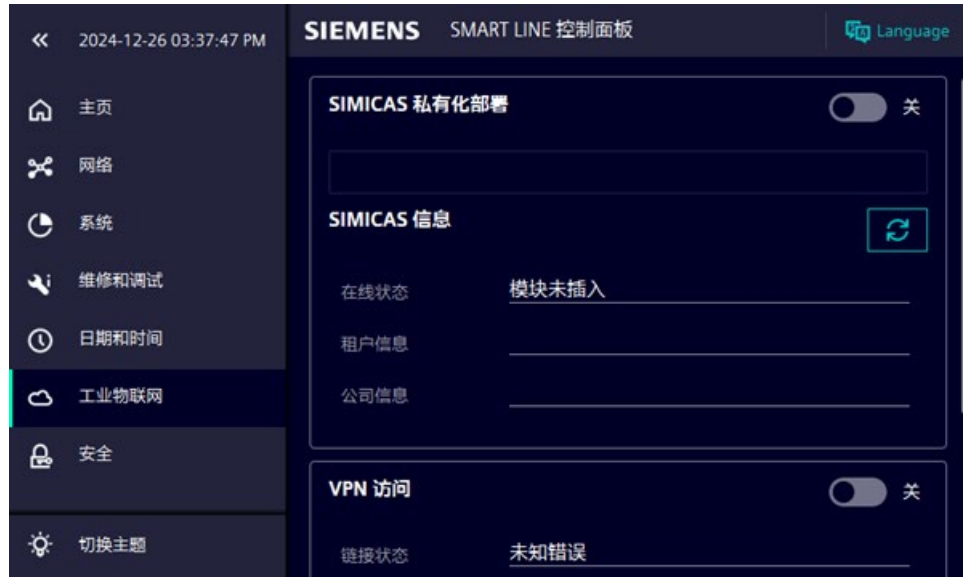 2024-12-26 03:37:47 PM
SIEMENS SMART LINE 控制面板
Language
主页
网络
系统
维修和调试
日期和时间
工业物联网
安全
切换主题
SIMICAS 私有化部署
关
SIMICAS 信息
在线状态 模块未插入
租户信息
公司信息
VPN 访问
关
链接状态 未知错误